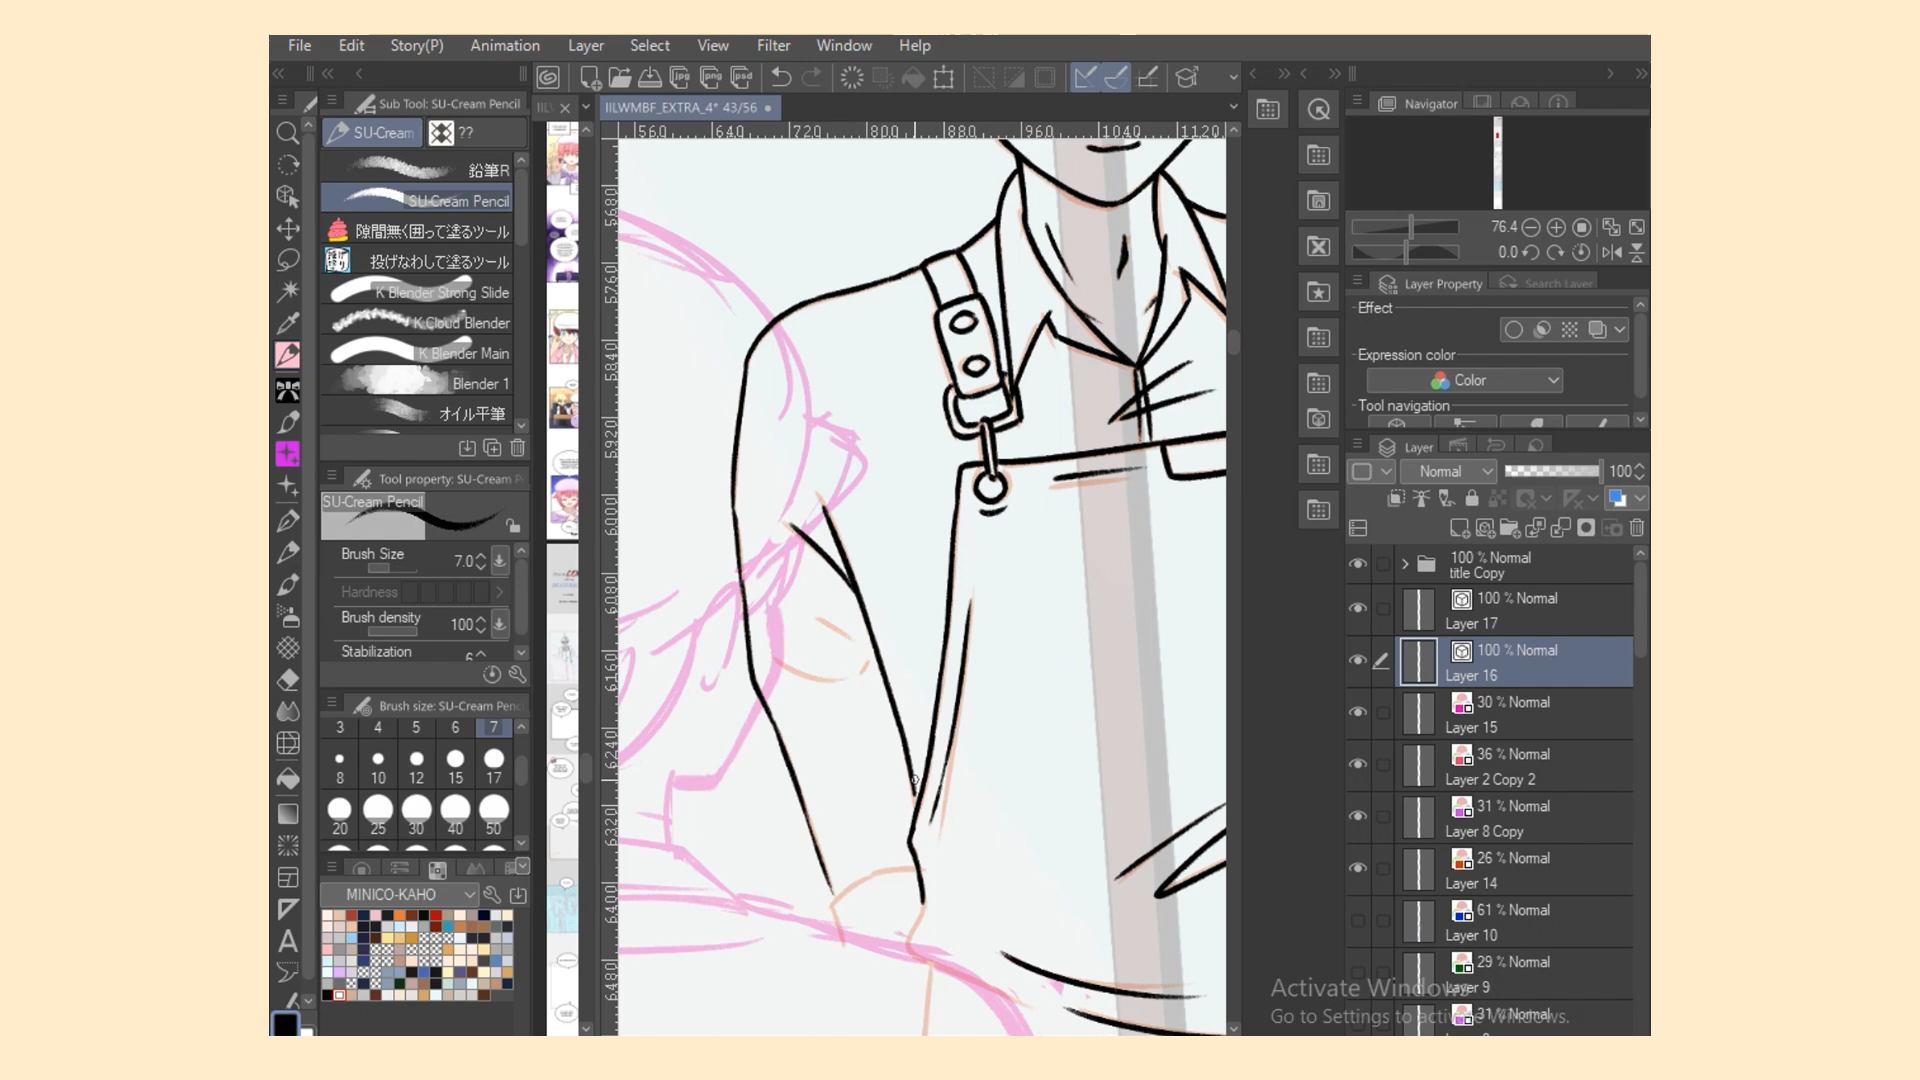 File Edit Story(P) Animation Layer Select View Filter Window Help
Sub Tool: SU-Cream Pencil
SU-Cream ??
鉛筆R
SU-Cream Pencil
隙間無く囲って塗るツール
投げなわして塗るツール
K Blender Strong Slide
K Cloud Blender
K Blender Main
Blender 1
オイル平筆
Tool property: SU-Cream P
SU-Cream Pencil
Brush Size 7.0
Hardness
Brush density 100
Stabilization 6
Brush size: SU-Cream Penc
3 4 5 6 7
8 10 12 15 17
20 25 30 40 50
MINICO-KAHO
IILWMBF_EXTRA_4* 43/56
560 640 720 800 880 960 1040 1120
5680
5760
5840
5920
6000
6080
6160
6240
6320
6400
6480
Navigator
76.4
0.0
Layer Property Search Layer
Effect
Expression color
Color
Tool navigation
Layer
Normal 100
100 % Normal
title Copy
100 % Normal
Layer 17
100 % Normal
Layer 16
30 % Normal
Layer 15
36 % Normal
Layer 2 Copy 2
31 % Normal
Layer 8 Copy
26 % Normal
Layer 14
61 % Normal
Layer 10
29 % Normal
Layer 9
31 % Normal
Activate Windows
Go to Settings to activate Windows.